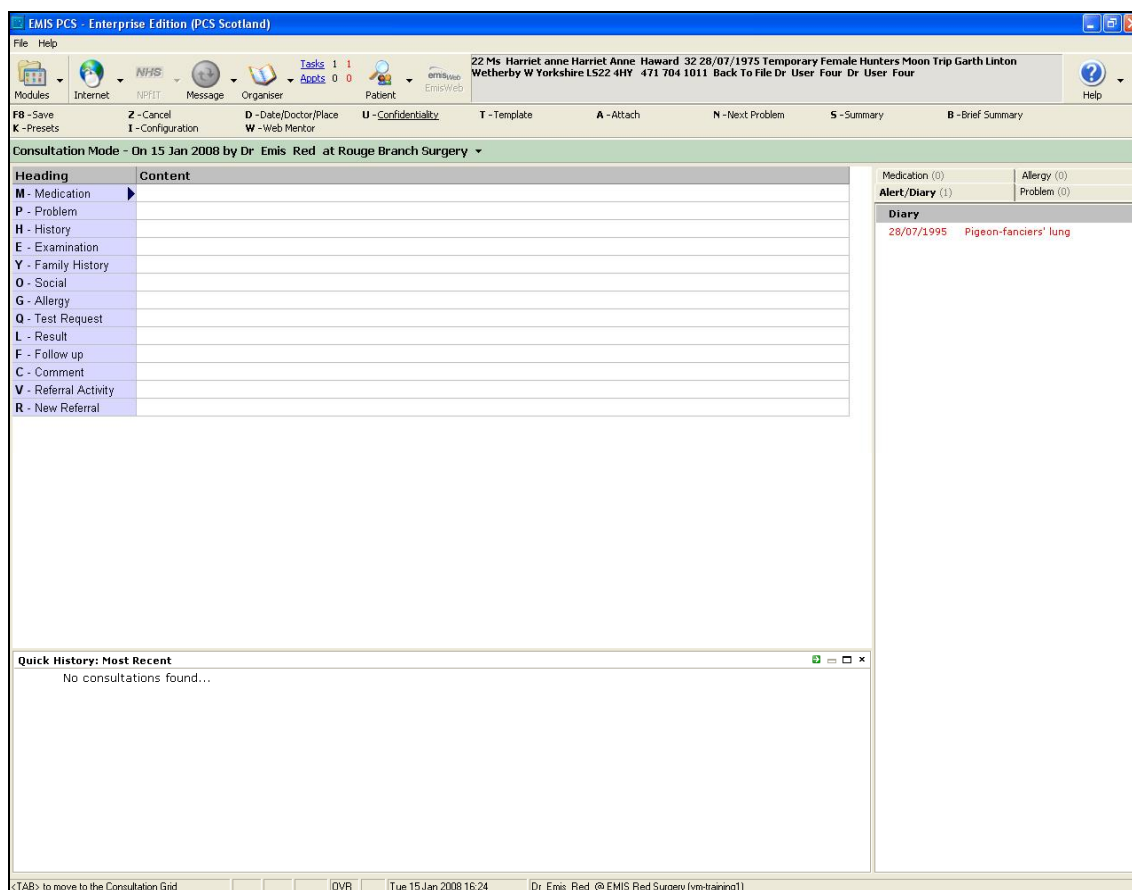 EMIS PCS - Enterprise Edition (PCS Scotland)
File Help
Modules
Internet
NHS
NPfIT
Message
Organiser
Tasks 1 1
Appts 0 0
Patient
emisWeb
EmisWeb
22 Ms Harriet anne Harriet Anne Haward 32 28/07/1975 Temporary Female Hunters Moon Trip Garth Linton
Wetherby W Yorkshire LS22 4HY 471 704 1011 Back To File Dr User Four Dr User Four
Help
F8 -Save Z -Cancel D -Date/Doctor/Place U -Confidentiality T -Template A -Attach N -Next Problem S -Summary B -Brief Summary
K -Presets I -Configuration W -Web Mentor
Consultation Mode - On 15 Jan 2008 by Dr Emis Red at Rouge Branch Surgery
Heading Content
M - Medication
P - Problem
H - History
E - Examination
Y - Family History
O - Social
G - Allergy
Q - Test Request
L - Result
F - Follow up
C - Comment
V - Referral Activity
R - New Referral
Medication (0) Allergy (0)
Alert/Diary (1) Problem (0)
Diary
28/07/1995 Pigeon-fanciers' lung
Quick History: Most Recent
No consultations found...
<TAB> to move to the Consultation Grid OVR Tue 15 Jan 2008 16:24 Dr Emis Red @ EMIS Red Surgery (vm-training1)